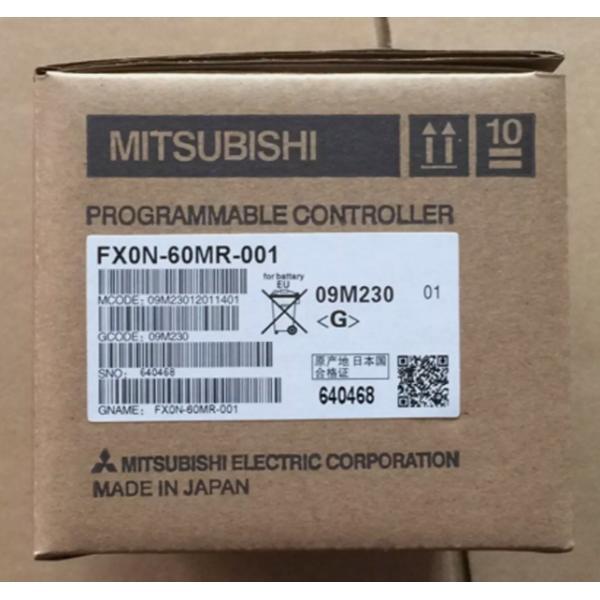 MITSUBISHI
10
PROGRAMMABLE CONTROLLER
FX0N-60MR-001
MCODE: 09M23012011401
GCODE: 09M230
SNO: 640468
GNAME: FX0N-60MR-001
for battery
EU
09M230 01
<G>
原产地 日本国
合格证
640468
MITSUBISHI ELECTRIC CORPORATION
MADE IN JAPAN